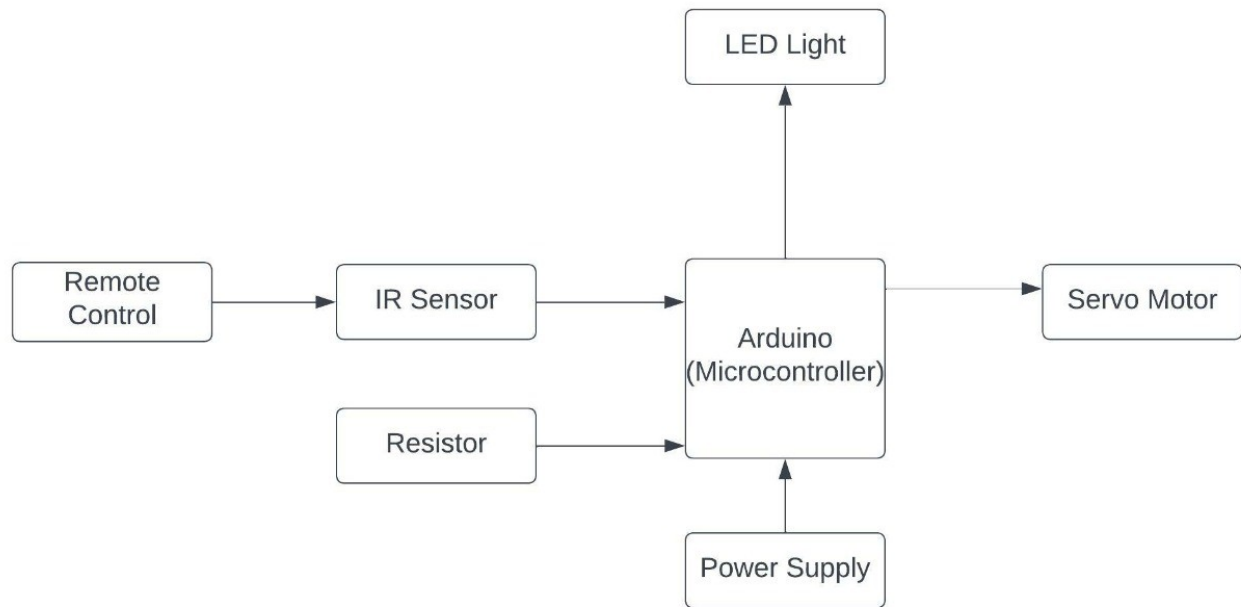 LED Light
Remote
Control
IR Sensor
Arduino
(Microcontroller)
Servo Motor
Resistor
Power Supply